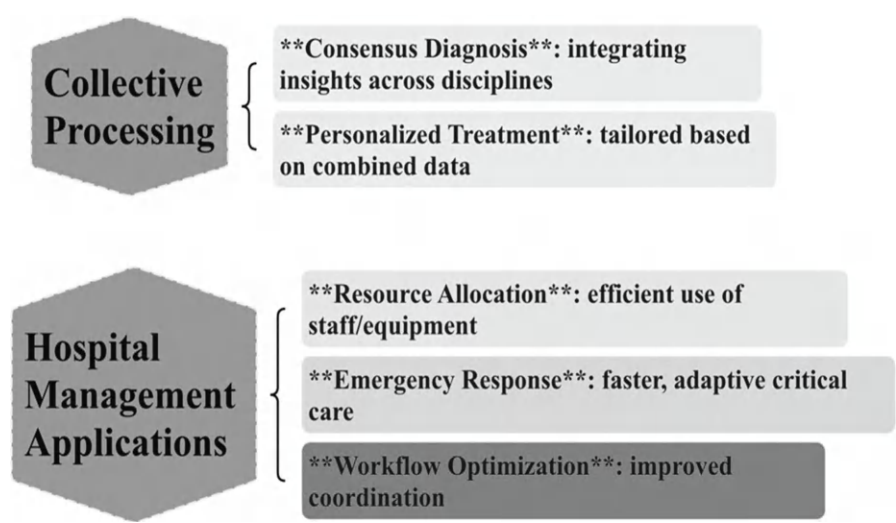 Collective
Processing
**Consensus Diagnosis**: integrating
insights across disciplines
**Personalized Treatment**: tailored based
on combined data
Hospital
Management
Applications
**Resource Allocation**: efficient use of
staff/equipment
**Emergency Response**: faster, adaptive critical
care
**Workflow Optimization**: improved
coordination